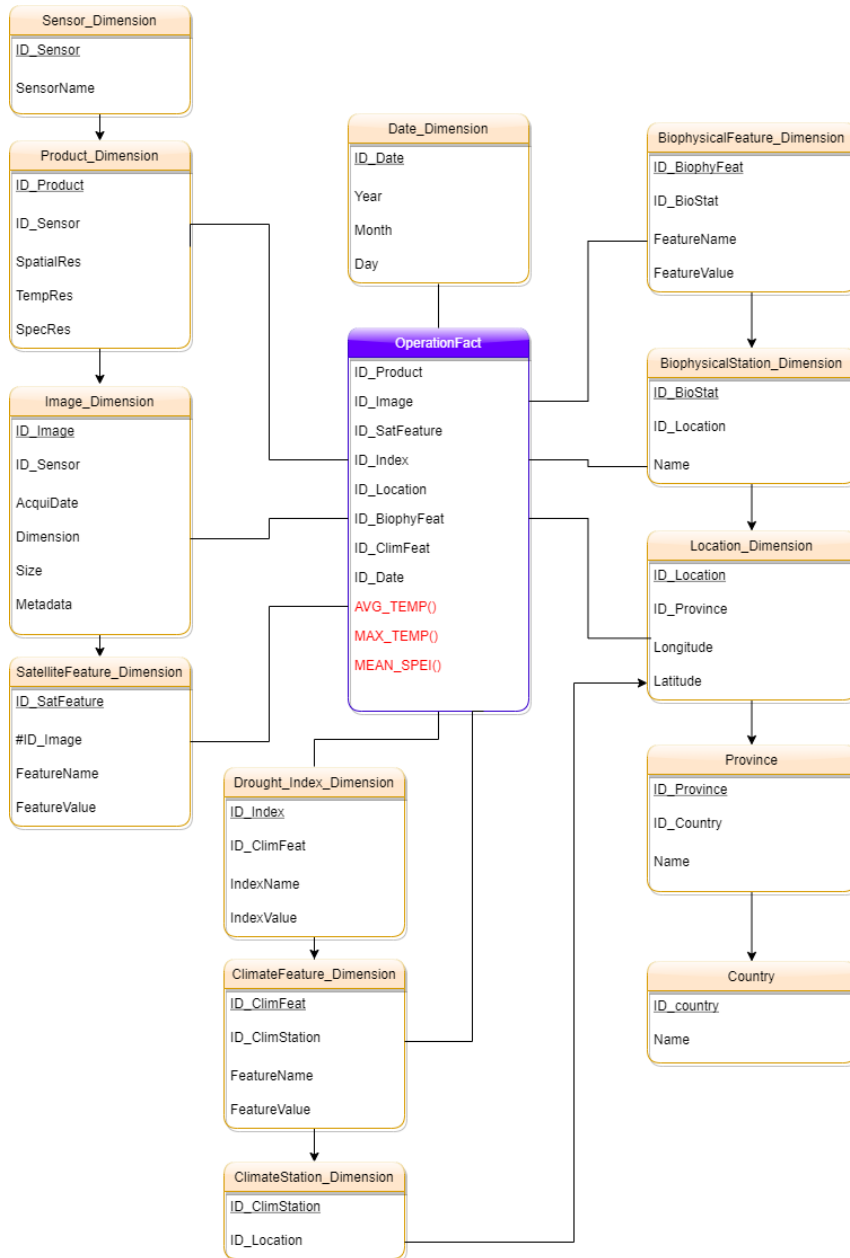 Sensor_Dimension
ID_Sensor
SensorName
Product_Dimension
ID_Product
ID_Sensor
SpatialRes
TempRes
SpecRes
Image_Dimension
ID_Image
ID_Sensor
AcquiDate
Dimension
Size
Metadata
SatelliteFeature_Dimension
ID_SatFeature
#ID_Image
FeatureName
FeatureValue
Date_Dimension
ID_Date
Year
Month
Day
OperationFact
ID_Product
ID_Image
ID_SatFeature
ID_Index
ID_Location
ID_BiophyFeat
ID_ClimFeat
ID_Date
AVG_TEMP()
MAX_TEMP()
MEAN_SPEI()
Drought_Index_Dimension
ID_Index
ID_ClimFeat
IndexName
IndexValue
ClimateFeature_Dimension
ID_ClimFeat
ID_ClimStation
FeatureName
FeatureValue
ClimateStation_Dimension
ID_ClimStation
ID_Location
BiophysicalFeature_Dimension
ID_BiophyFeat
ID_BioStat
FeatureName
FeatureValue
BiophysicalStation_Dimension
ID_BioStat
ID_Location
Name
Location_Dimension
ID_Location
ID_Province
Longitude
Latitude
Province
ID_Province
ID_Country
Name
Country
ID_country
Name